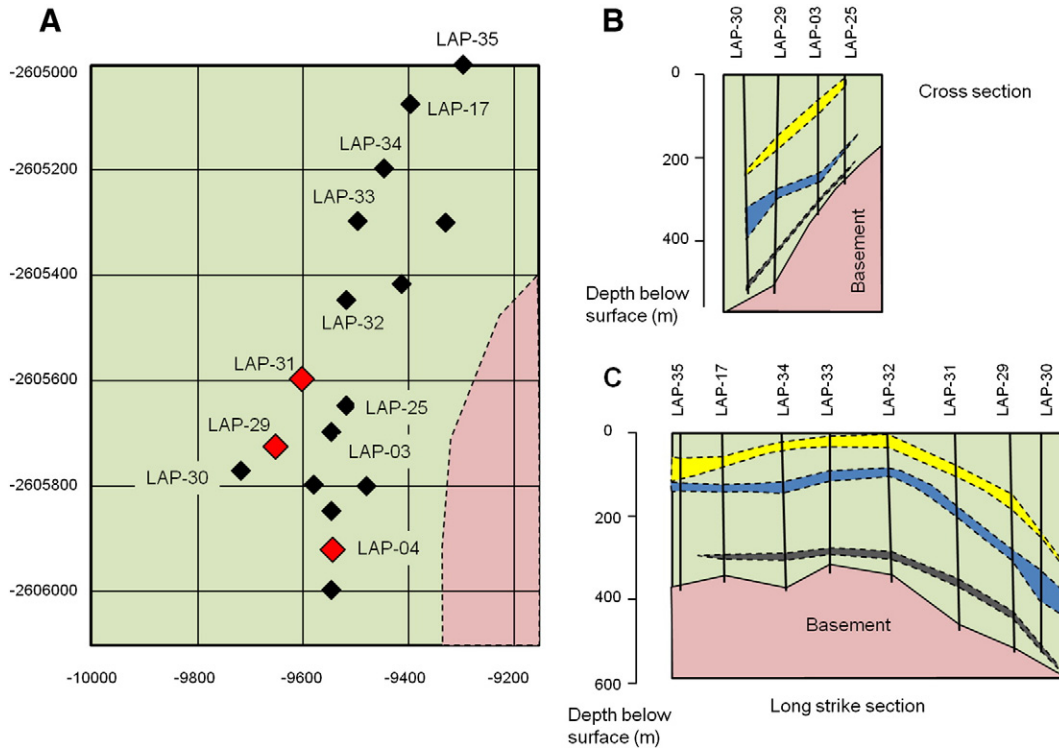 A
LAP-35
-2605000
LAP-17
LAP-34
-2605200
LAP-33
-2605400
LAP-32
LAP-31
-2605600
LAP-25
LAP-29
LAP-03
LAP-30
-2605800
LAP-04
-2606000
-10000
-9800
-9600
-9400
-9200
B
LAP-30
LAP-29
LAP-03
LAP-25
0
200
400
Cross section
Basement
Depth below
surface (m)
C
LAP-35
LAP-17
LAP-34
LAP-33
LAP-32
LAP-31
LAP-29
LAP-30
0
200
400
600
Basement
Depth below
surface (m)
Long strike section